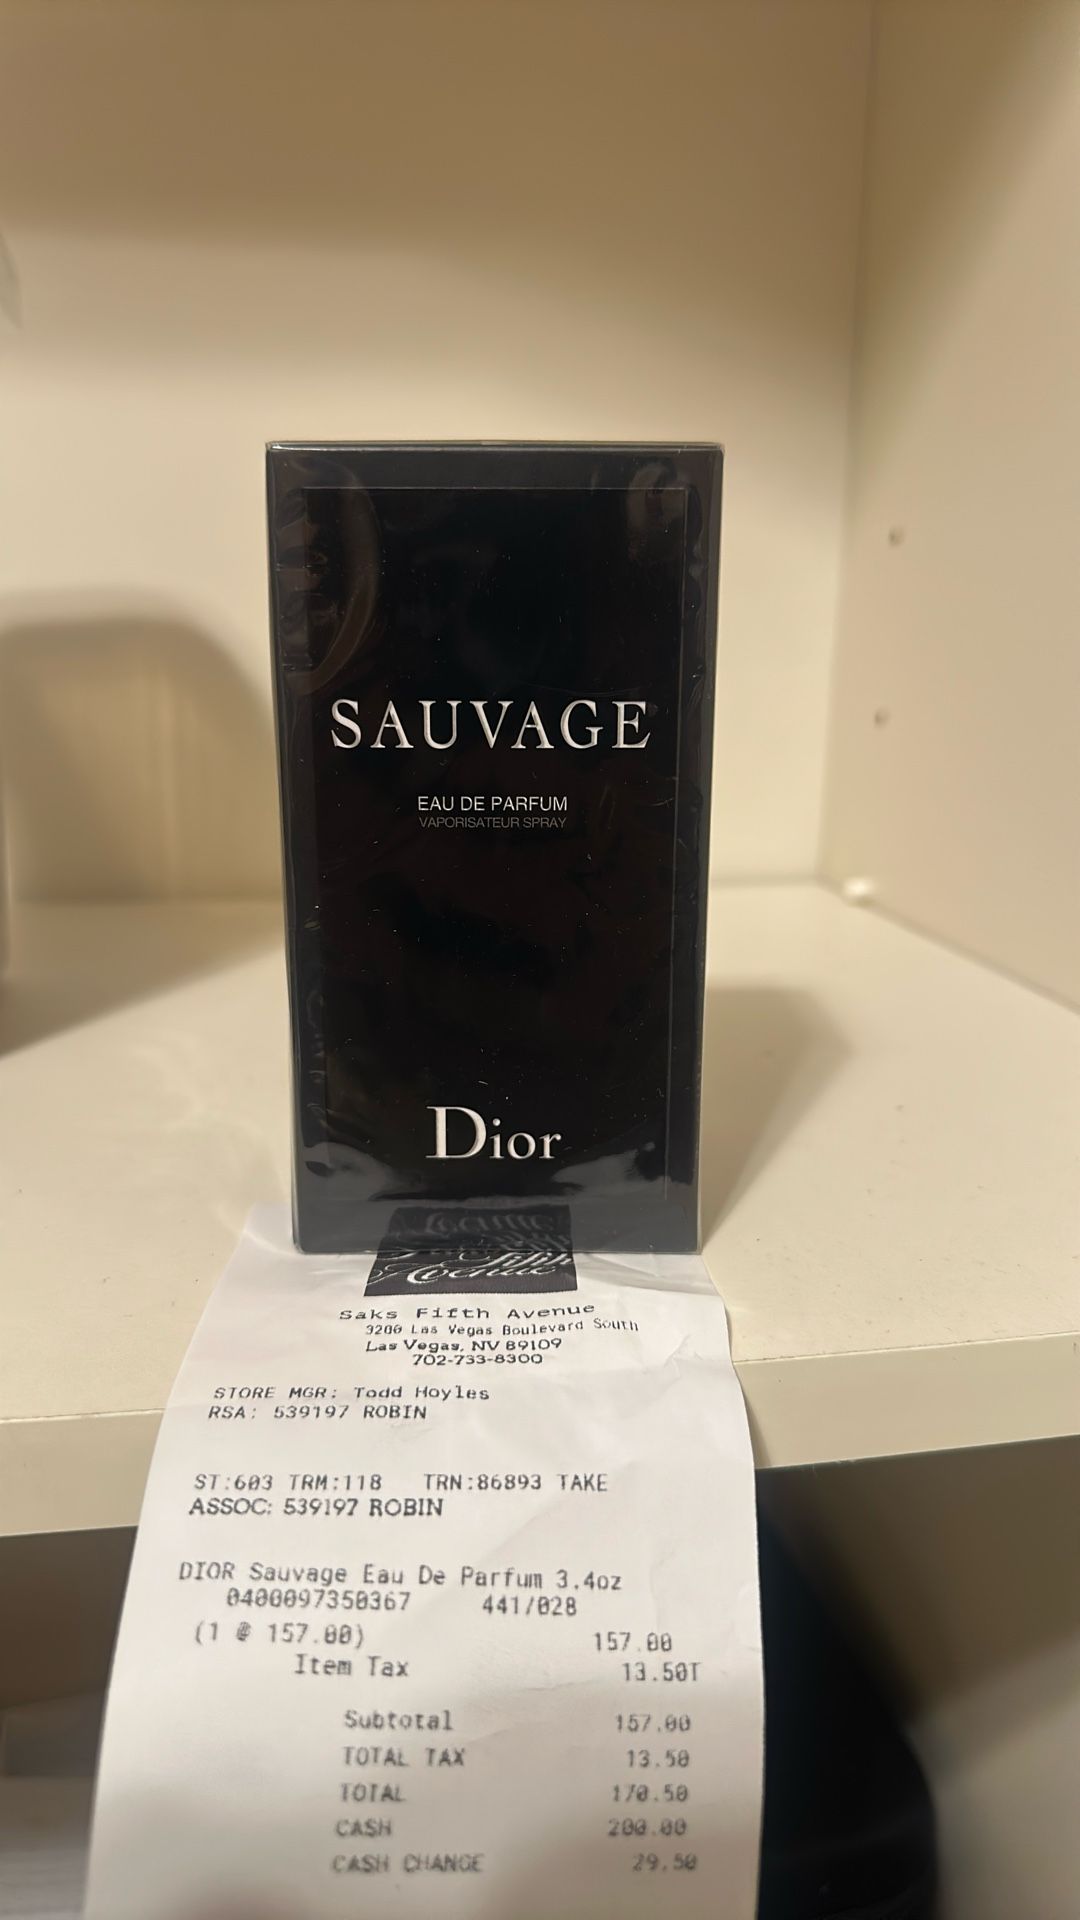 SAUVAGE
EAU DE PARFUM
VAPORISATEUR SPRAY
Dior
Fifth
Avenue
Saks Fifth Avenue
3200 Las Vegas Boulevard South
Las Vegas, NV 89109
702-733-8300
STORE MGR: Todd Hoyles
RSA: 539197 ROBIN
ST:603 TRM:118 TRN:86893 TAKE
ASSOC: 539197 ROBIN
DIOR Sauvage Eau De Parfum 3.4oz
0400097350367 441/028
(1 @ 157.00) 157.00
Item Tax 13.50T
Subtotal 157.00
TOTAL TAX 13.50
TOTAL 170.50
CASH 200.00
CASH CHANGE 29.50